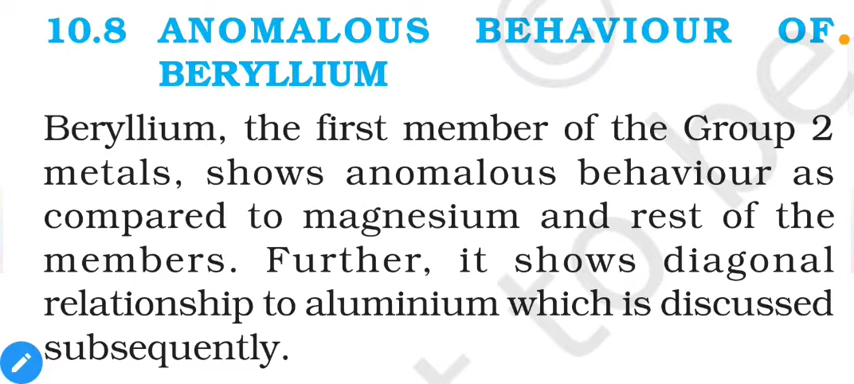 10.8 ANOMALOUS BEHAVIOUR OF
BERYLLIUM
Beryllium, the first member of the Group 2
metals, shows anomalous behaviour as
compared to magnesium and rest of the
members. Further, it shows diagonal
relationship to aluminium which is discussed
subsequently.